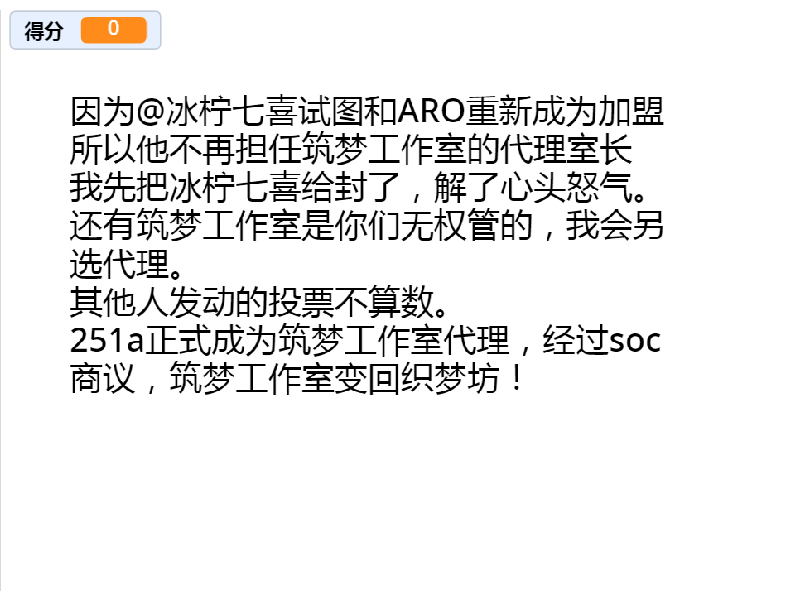 得分 0
因为@冰柠七喜试图和ARO重新成为加盟
所以他不再担任筑梦工作室的代理室长
我先把冰柠七喜给封了，解了心头怒气。
还有筑梦工作室是你们无权管的，我会另
选代理。
其他人发动的投票不算数。
251a正式成为筑梦工作室代理，经过soc
商议，筑梦工作室变回织梦坊！